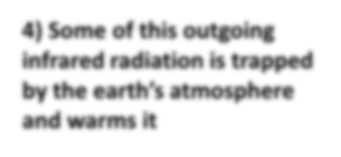 4) Some of this outgoing
infrared radiation is trapped
by the earth's atmosphere
and warms it